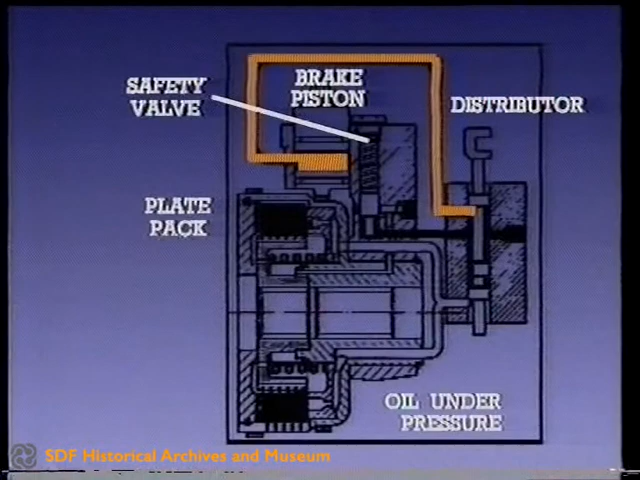 SAFETY
VALVE
BRAKE
PISTON
DISTRIBUTOR
PLATE
PACK
OIL UNDER
PRESSURE
SDF Historical Archives and Museum